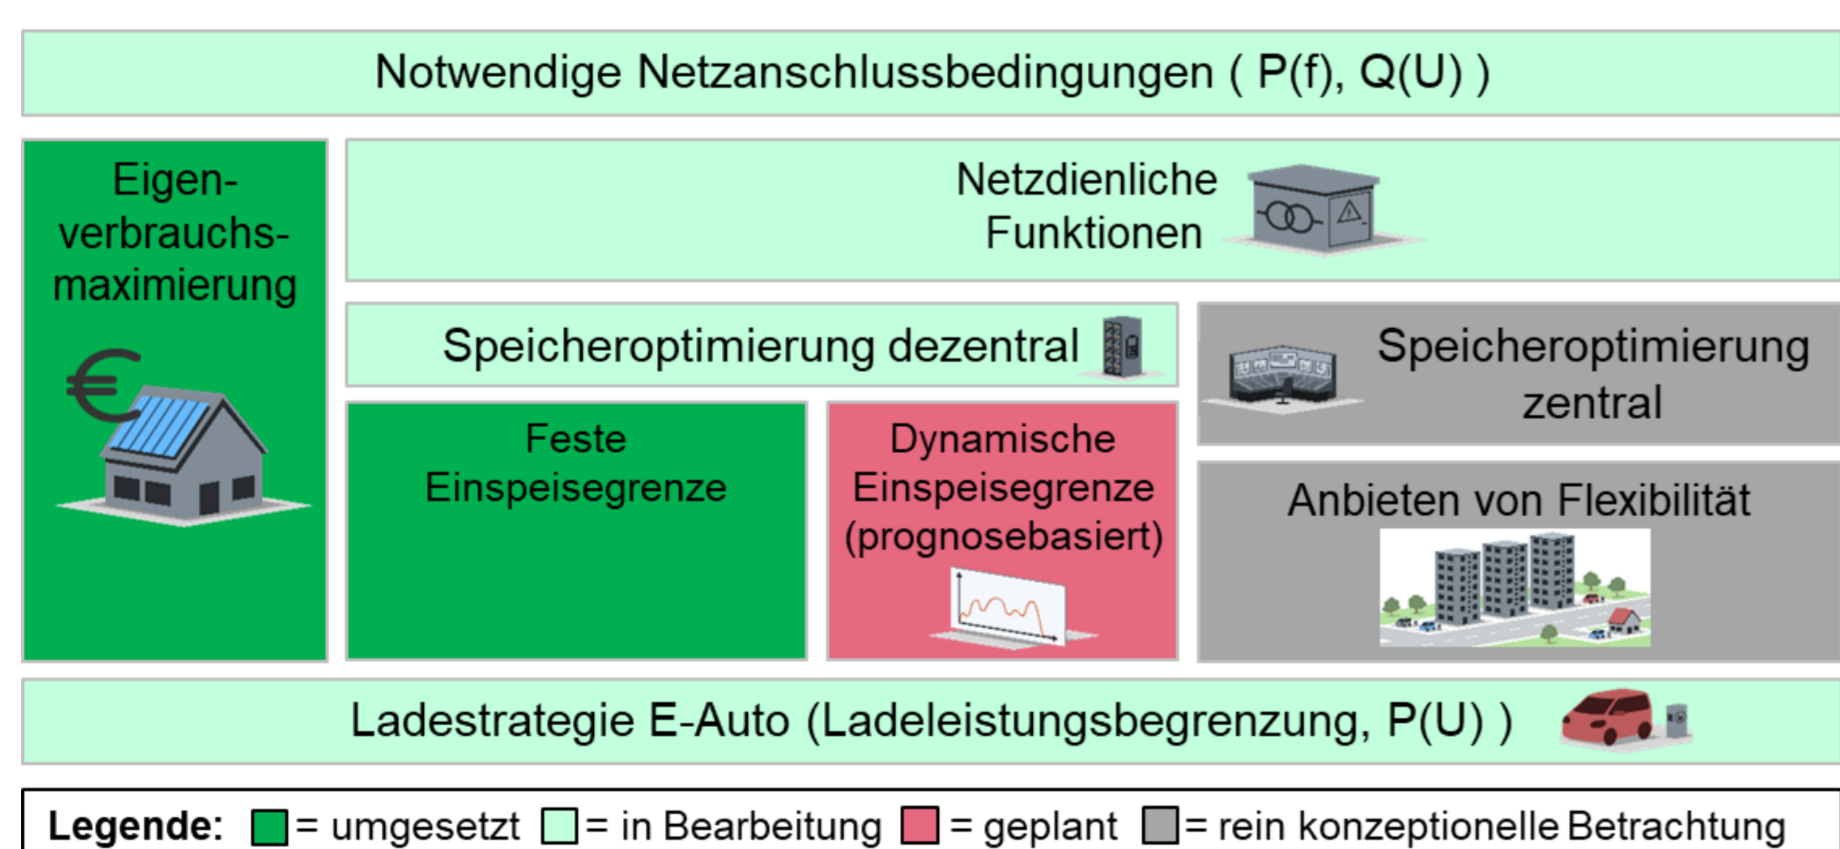 Notwendige Netzanschlussbedingungen ( P(f), Q(U) )
Eigen-
verbrauchs-
maximierung
€
Netzdienliche
Funktionen
Speicheroptimierung dezentral
Speicheroptimierung
zentral
Feste
Einspeisegrenze
Dynamische
Einspeisegrenze
(prognosebasiert)
Anbieten von Flexibilität
Ladestrategie E-Auto (Ladeleistungsbegrenzung, P(U) )
Legende: = umgesetzt = in Bearbeitung = geplant = rein konzeptionelle Betrachtung